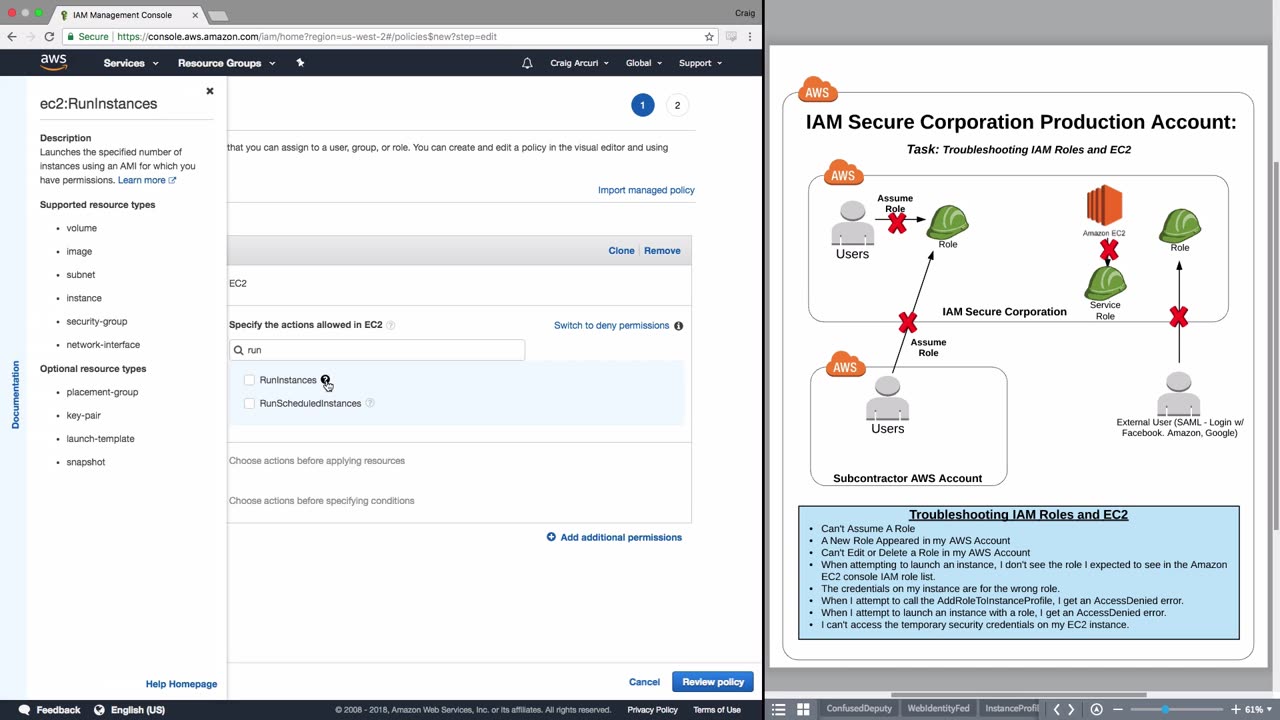 IAM Management Console
Craig
Secure
https://console.aws.amazon.com/iam/home?region=us-west-2#/policies$new?step=edit
aws
Services
Resource Groups
Craig Arcuri
Global
Support
Documentation
ec2:RunInstances
Description
Launches the specified number of
instances using an AMI for which you
have permissions. Learn more
Supported resource types
• volume
• image
• subnet
• instance
• security-group
• network-interface
Optional resource types
• placement-group
• key-pair
• launch-template
• snapshot
Help Homepage
1
2
that you can assign to a user, group, or role. You can create and edit a policy in the visual editor and using
Import managed policy
Clone
Remove
EC2
Specify the actions allowed in EC2
Switch to deny permissions
run
RunInstances
RunScheduledInstances
Choose actions before applying resources
Choose actions before specifying conditions
Add additional permissions
Cancel
Review policy
Feedback
English (US)
© 2008 - 2018, Amazon Web Services, Inc. or its affiliates. All rights reserved.
Privacy Policy
Terms of Use
AWS
IAM Secure Corporation Production Account:
Task: Troubleshooting IAM Roles and EC2
AWS
Assume
Role
Users
Role
Amazon EC2
Service
Role
Role
IAM Secure Corporation
Assume
Role
AWS
Users
Subcontractor AWS Account
External User (SAML - Login w/
Facebook. Amazon, Google)
Troubleshooting IAM Roles and EC2
• Can't Assume A Role
• A New Role Appeared in my AWS Account
• Can't Edit or Delete a Role in my AWS Account
• When attempting to launch an instance, I don't see the role I expected to see in the Amazon
EC2 console IAM role list.
• The credentials on my instance are for the wrong role.
• When I attempt to call the AddRoleToInstanceProfile, I get an AccessDenied error.
• When I attempt to launch an instance with a role, I get an AccessDenied error.
• I can't access the temporary security credentials on my EC2 instance.
ConfusedDeputy
WebIdentityFed
InstanceProfi
61%